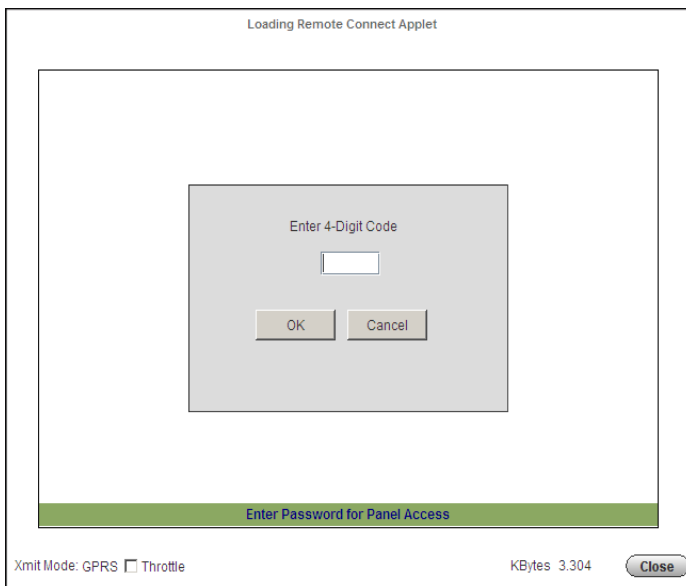 Loading Remote Connect Applet
Enter 4-Digit Code
OK Cancel
Enter Password for Panel Access
Xmit Mode: GPRS Throttle KBytes 3.304 Close